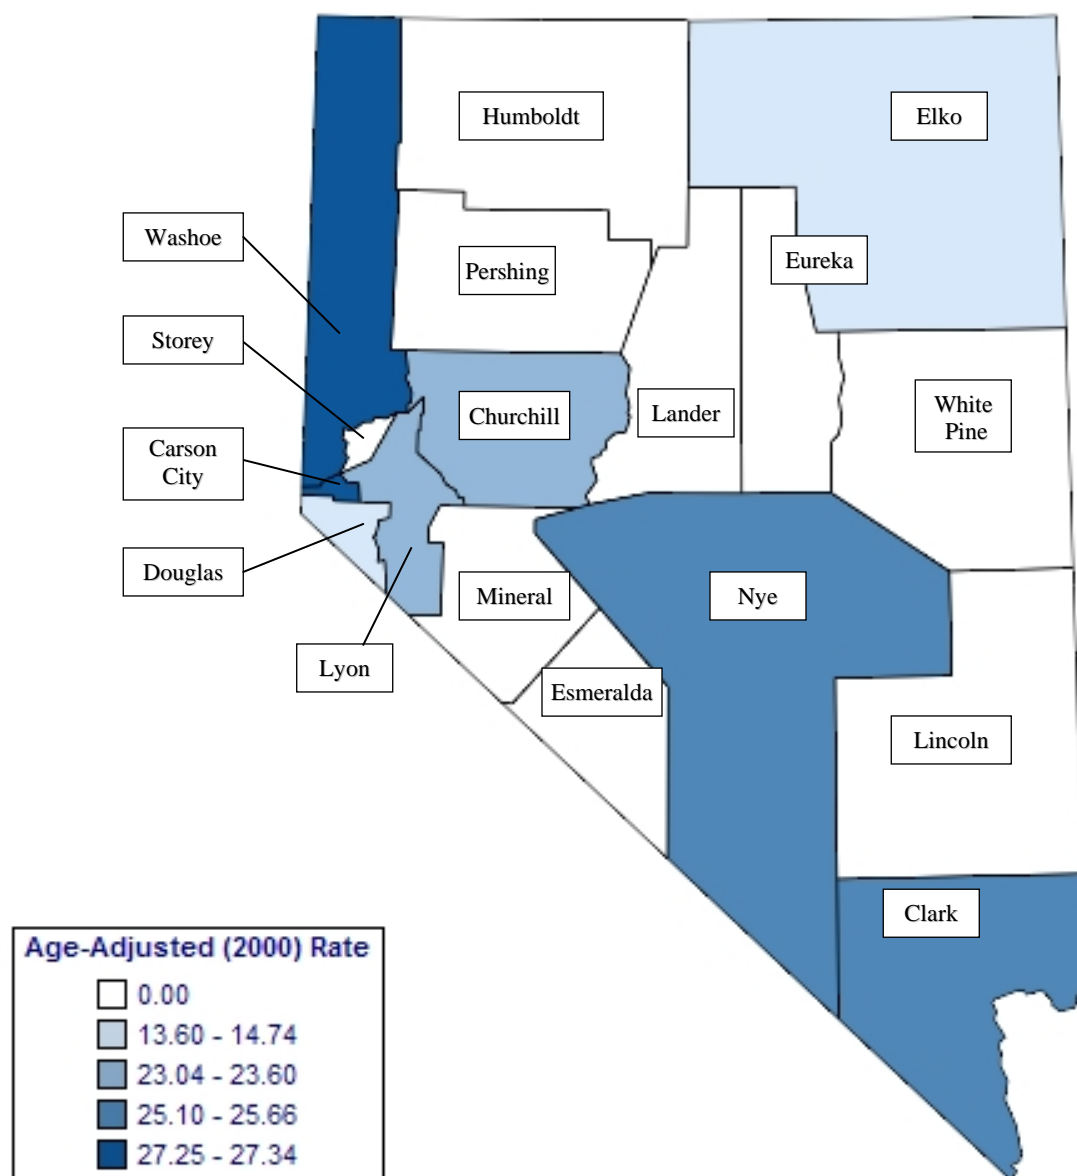 Humboldt
Elko
Washoe
Pershing
Eureka
Storey
Churchill
Lander
White
Pine
Carson
City
Douglas
Mineral
Nye
Lyon
Esmeralda
Lincoln
Clark
Age-Adjusted (2000) Rate
0.00
13.60 - 14.74
23.04 - 23.60
25.10 - 25.66
27.25 - 27.34